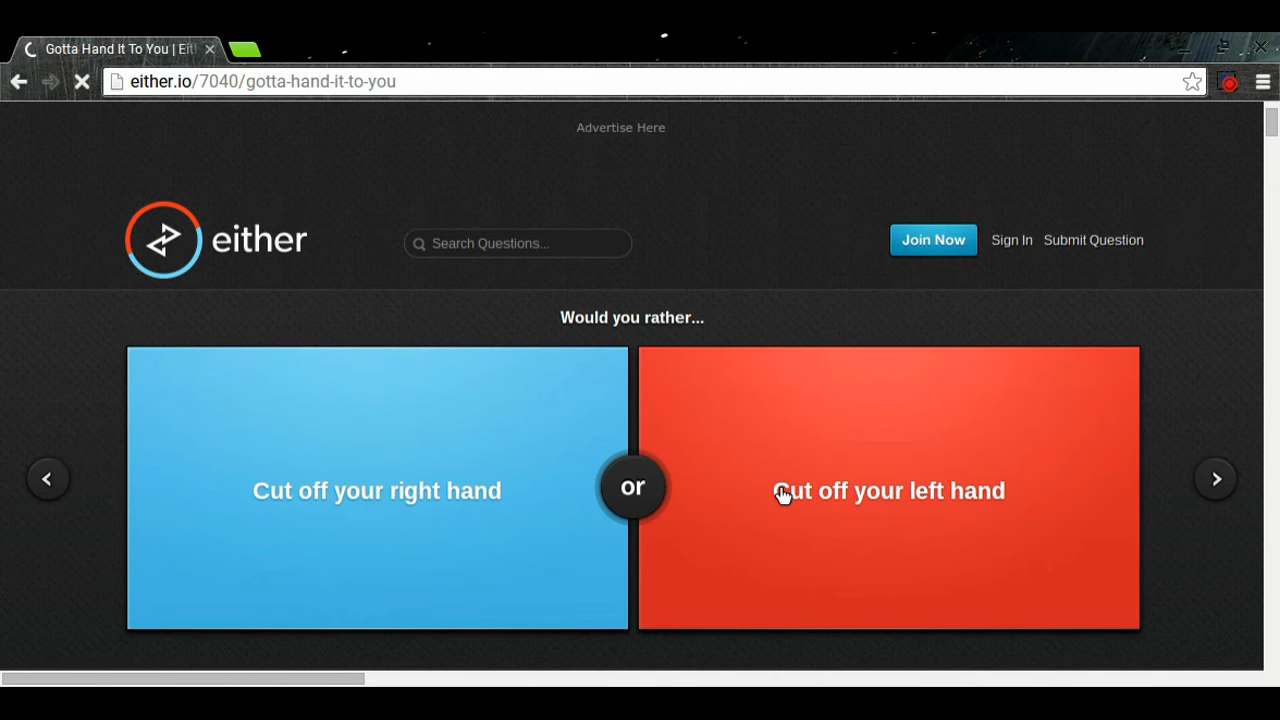 Gotta Hand It To You | Eit
either.io/7040/gotta-hand-it-to-you
Advertise Here
either
Search Questions...
Join Now
Sign In
Submit Question
Would you rather...
Cut off your right hand
or
Cut off your left hand